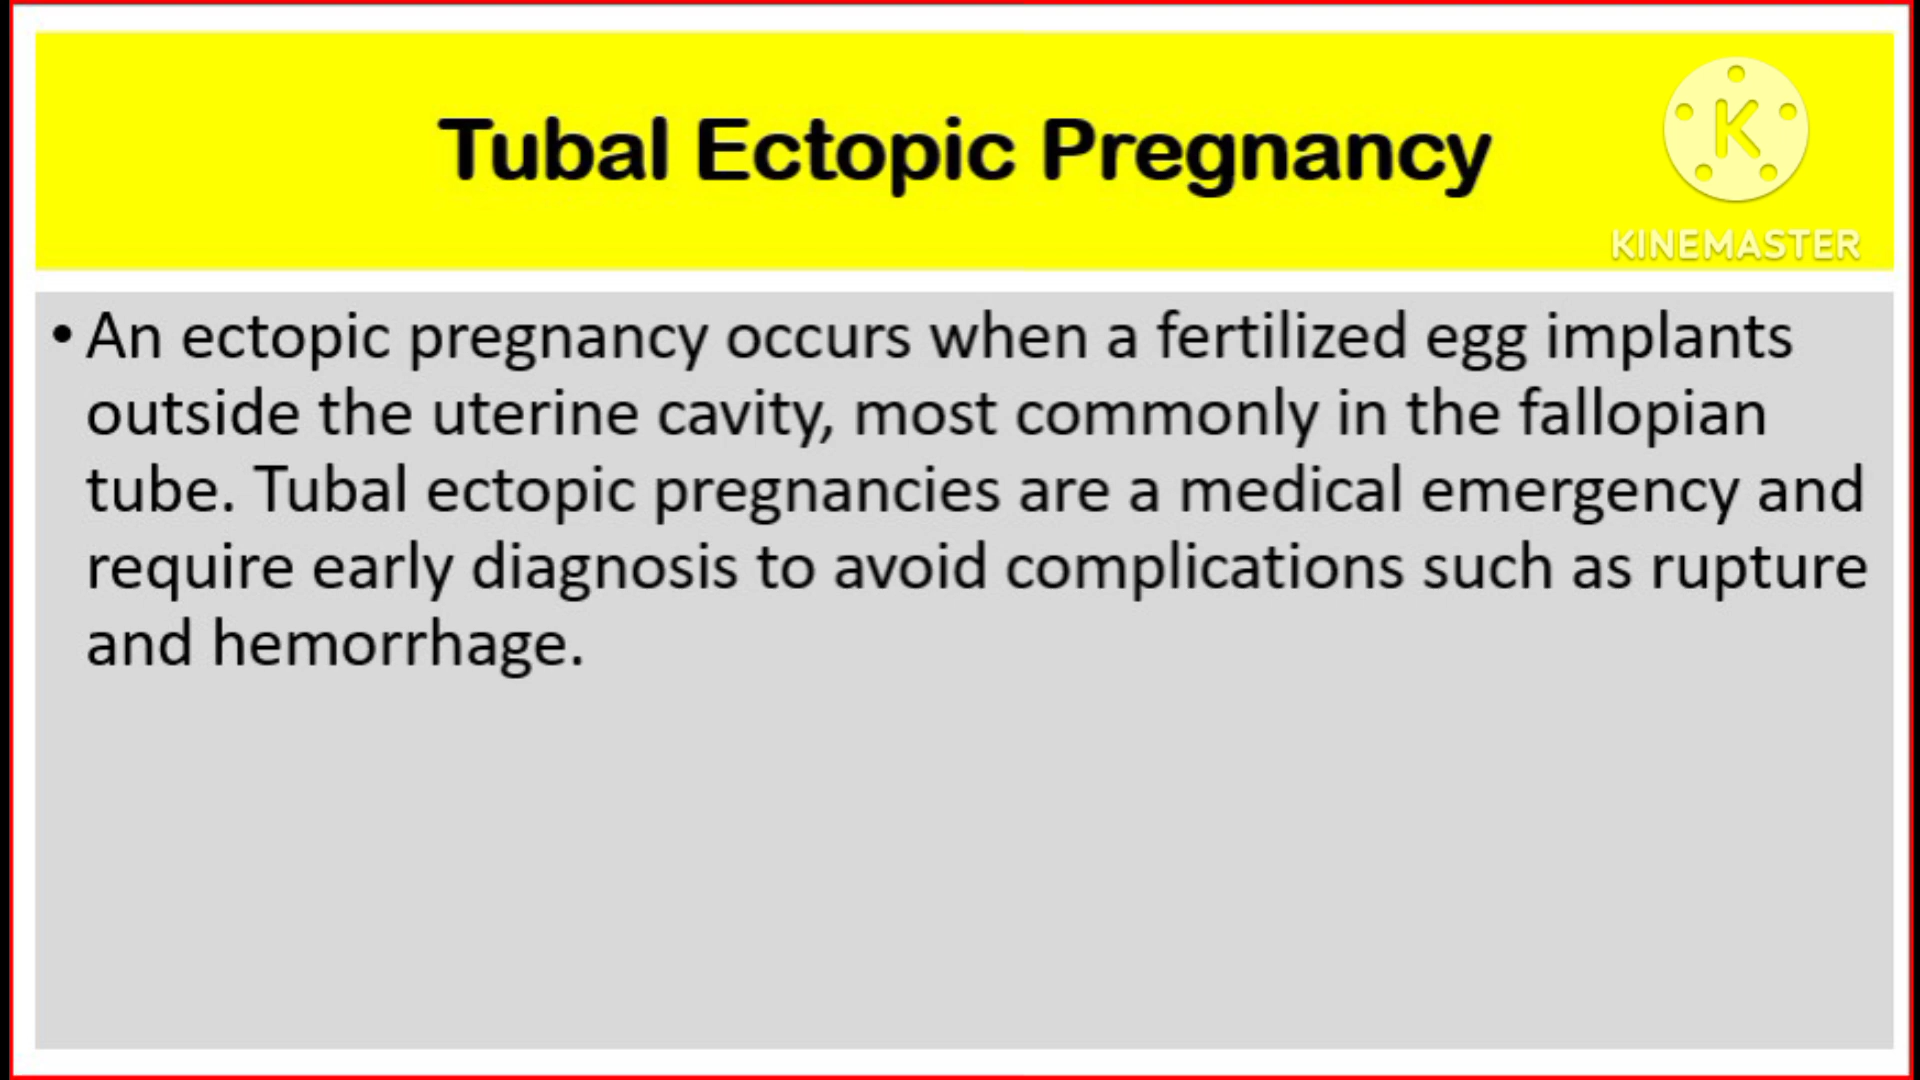 Tubal Ectopic Pregnancy
K
KINEMASTER
• An ectopic pregnancy occurs when a fertilized egg implants
outside the uterine cavity, most commonly in the fallopian
tube. Tubal ectopic pregnancies are a medical emergency and
require early diagnosis to avoid complications such as rupture
and hemorrhage.